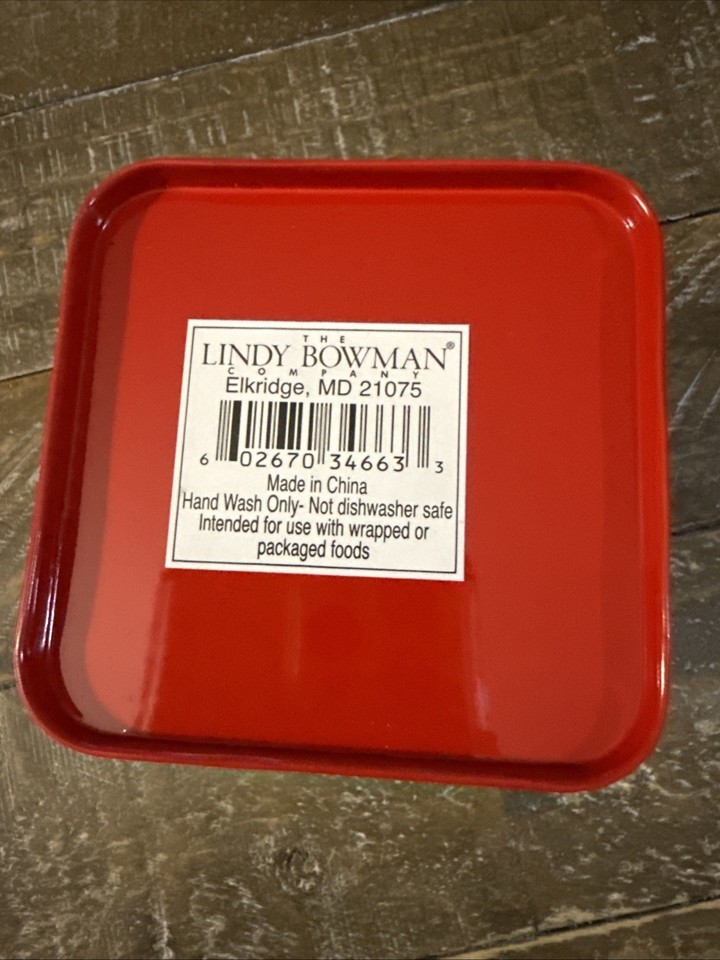 THE
LINDY BOWMAN®
COMPANY
Elkridge, MD 21075
6 02670 34663 3
Made in China
Hand Wash Only- Not dishwasher safe
Intended for use with wrapped or
packaged foods